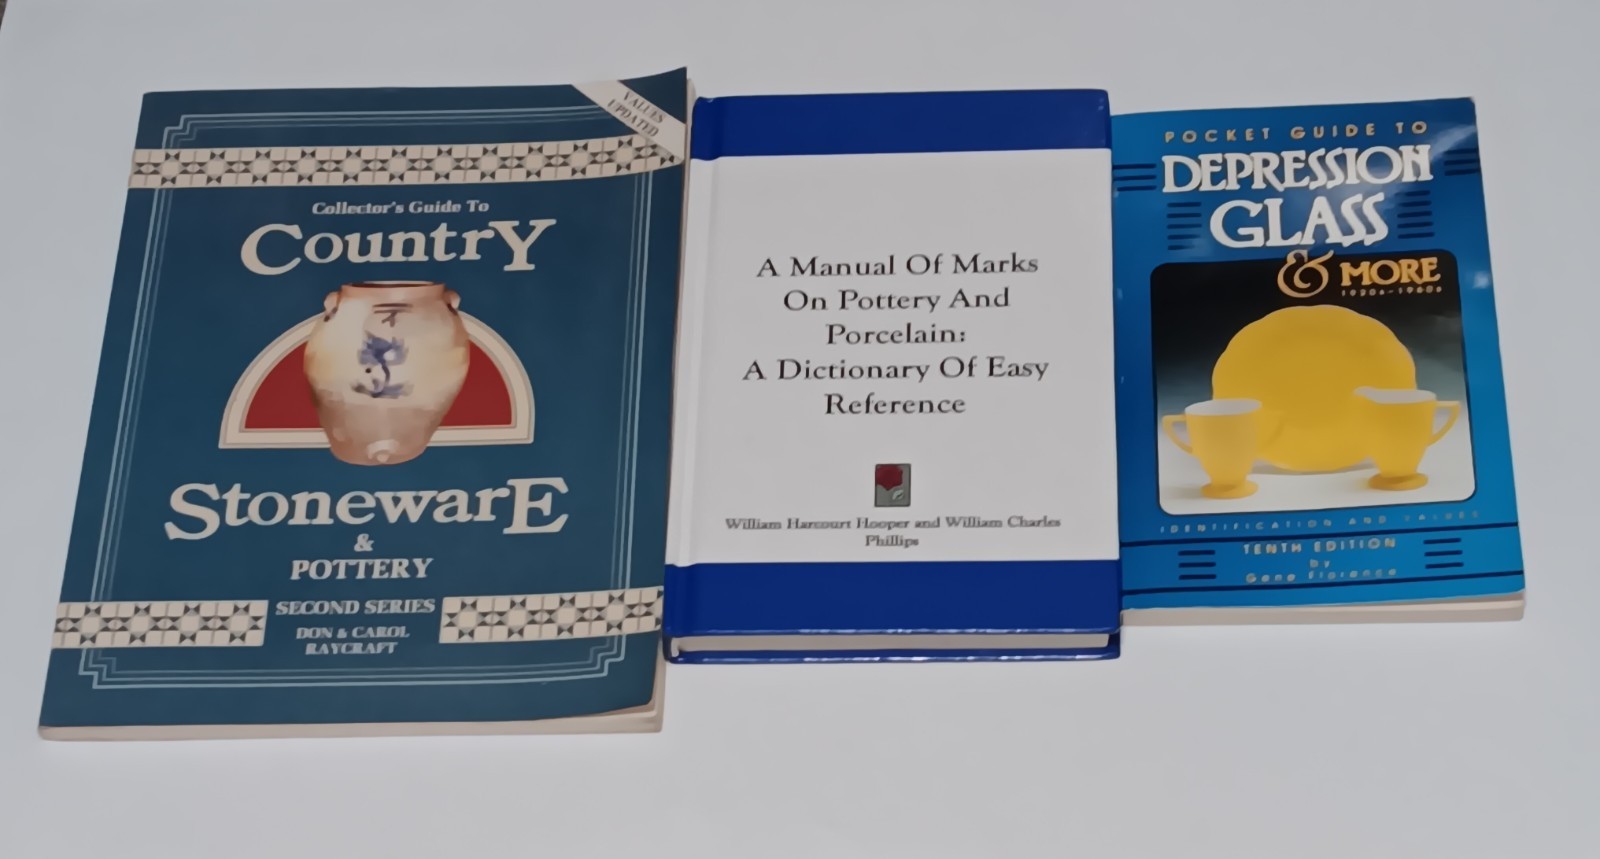 VALUES
UPDATED
Collector's Guide To
CountrY
StonewarE
&
POTTERY
SECOND SERIES
DON & CAROL
RAYCRAFT
A Manual Of Marks
On Pottery And
Porcelain:
A Dictionary Of Easy
Reference
William Harcourt Hooper and William Charles
Phillips
POCKET GUIDE TO
DEPRESSION
GLASS
& MORE
1920s-1960s
IDENTIFICATION AND VALUES
TENTH EDITION
by
Gene Florence